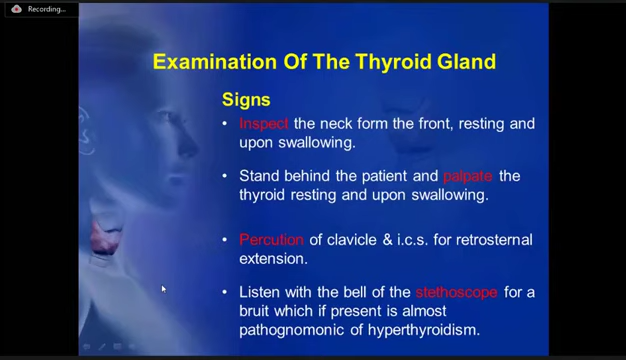 Recording...
Examination Of The Thyroid Gland
Signs
• Inspect the neck form the front, resting and
upon swallowing.
• Stand behind the patient and palpate the
thyroid resting and upon swallowing.
• Percution of clavicle & i.c.s. for retrosternal
extension.
• Listen with the bell of the stethoscope for a
bruit which if present is almost
pathognomonic of hyperthyroidism.